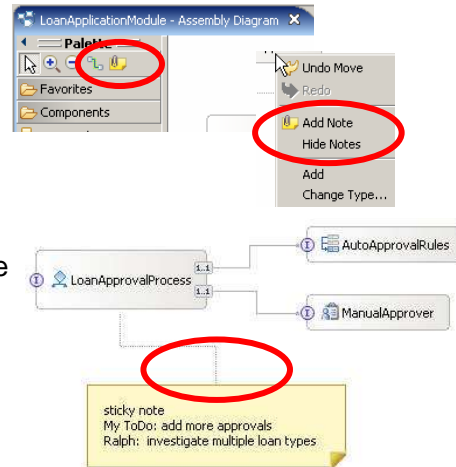 LoanApplicationModule - Assembly Diagram
Palette
Favorites
Components
Undo Move
Redo
Add Note
Hide Notes
Add
Change Type...
e
LoanApprovalProcess
1..1
1..1
AutoApprovalRules
ManualApprover
sticky note
My ToDo: add more approvals
Ralph: investigate multiple loan types